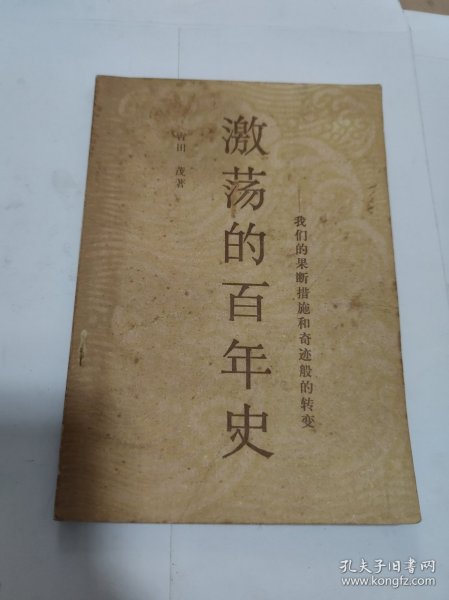 激荡的百年史
——我们的果断措施和奇迹般的转变
吉田 茂著
孔夫子旧书网
www.kongfz.com